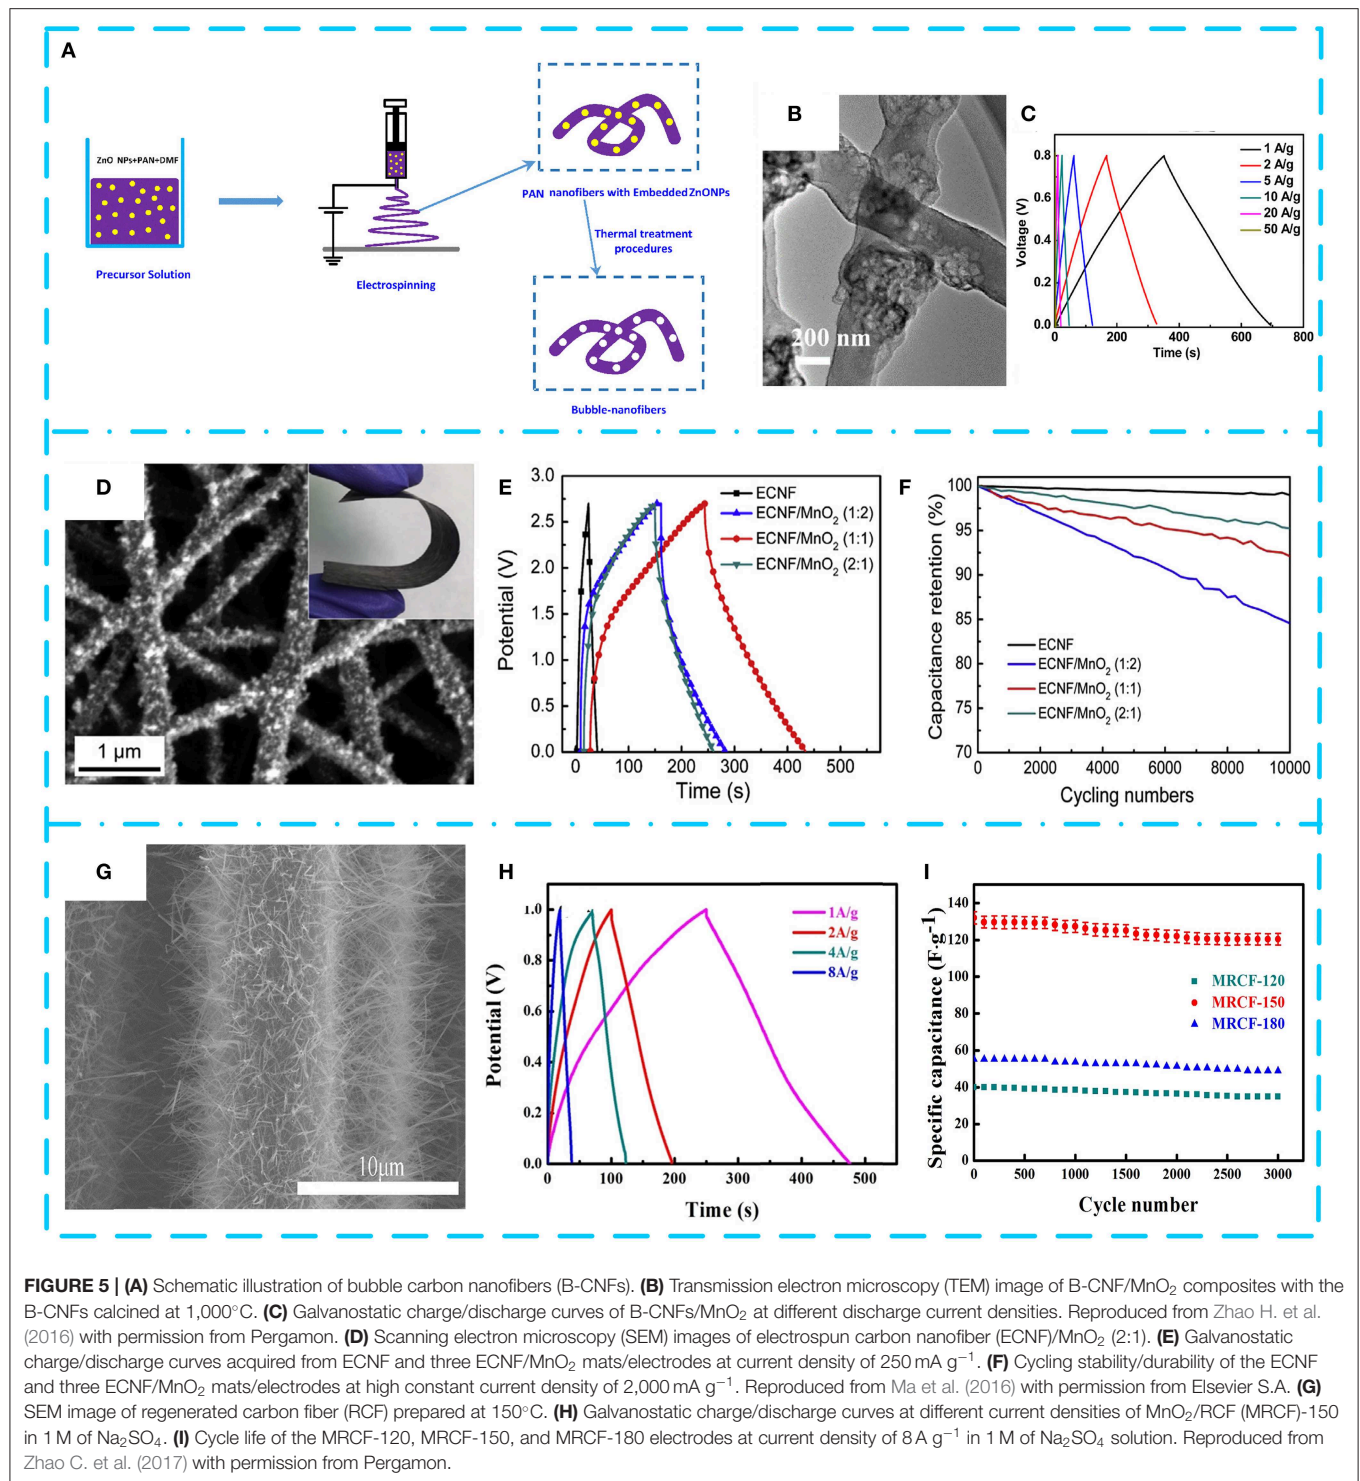 A
ZnO NPs+PAN+DMF
Precursor Solution
Electrospinning
PAN nanofibers with EmbeddedZnONPs
Thermal treatment
procedures
Bubble-nanofibers
B
200 nm
C
Voltage (V)
0.8
0.6
0.4
0.2
0.0
0 200 400 600 800
Time (s)
1 A/g
2 A/g
5 A/g
10 A/g
20 A/g
50 A/g
D
1 µm
E
Potential (V)
3.0
2.5
2.0
1.5
1.0
0.5
0.0
0 100 200 300 400 500
Time (s)
ECNF
ECNF/MnO₂ (1:2)
ECNF/MnO₂ (1:1)
ECNF/MnO₂ (2:1)
F
Capacitance retention (%)
100
95
90
85
80
75
70
0 2000 4000 6000 8000 10000
Cycling numbers
ECNF
ECNF/MnO₂ (1:2)
ECNF/MnO₂ (1:1)
ECNF/MnO₂ (2:1)
G
10µm
H
Potential (V)
1.0
0.8
0.6
0.4
0.2
0.0
0 100 200 300 400 500
Time (s)
1A/g
2A/g
4A/g
8A/g
I
Specific capacitance (F·g⁻¹)
140
120
100
80
60
40
20
0
0 500 1000 1500 2000 2500 3000
Cycle number
MRCF-120
MRCF-150
MRCF-180
FIGURE 5 | (A) Schematic illustration of bubble carbon nanofibers (B-CNFs). (B) Transmission electron microscopy (TEM) image of B-CNF/MnO₂ composites with the
B-CNFs calcined at 1,000°C. (C) Galvanostatic charge/discharge curves of B-CNFs/MnO₂ at different discharge current densities. Reproduced from Zhao H. et al.
(2016) with permission from Pergamon. (D) Scanning electron microscopy (SEM) images of electrospun carbon nanofiber (ECNF)/MnO₂ (2:1). (E) Galvanostatic
charge/discharge curves acquired from ECNF and three ECNF/MnO₂ mats/electrodes at current density of 250 mA g⁻¹. (F) Cycling stability/durability of the ECNF
and three ECNF/MnO₂ mats/electrodes at high constant current density of 2,000 mA g⁻¹. Reproduced from Ma et al. (2016) with permission from Elsevier S.A. (G)
SEM image of regenerated carbon fiber (RCF) prepared at 150°C. (H) Galvanostatic charge/discharge curves at different current densities of MnO₂/RCF (MRCF)-150
in 1 M of Na₂SO₄. (I) Cycle life of the MRCF-120, MRCF-150, and MRCF-180 electrodes at current density of 8 A g⁻¹ in 1 M of Na₂SO₄ solution. Reproduced from
Zhao C. et al. (2017) with permission from Pergamon.